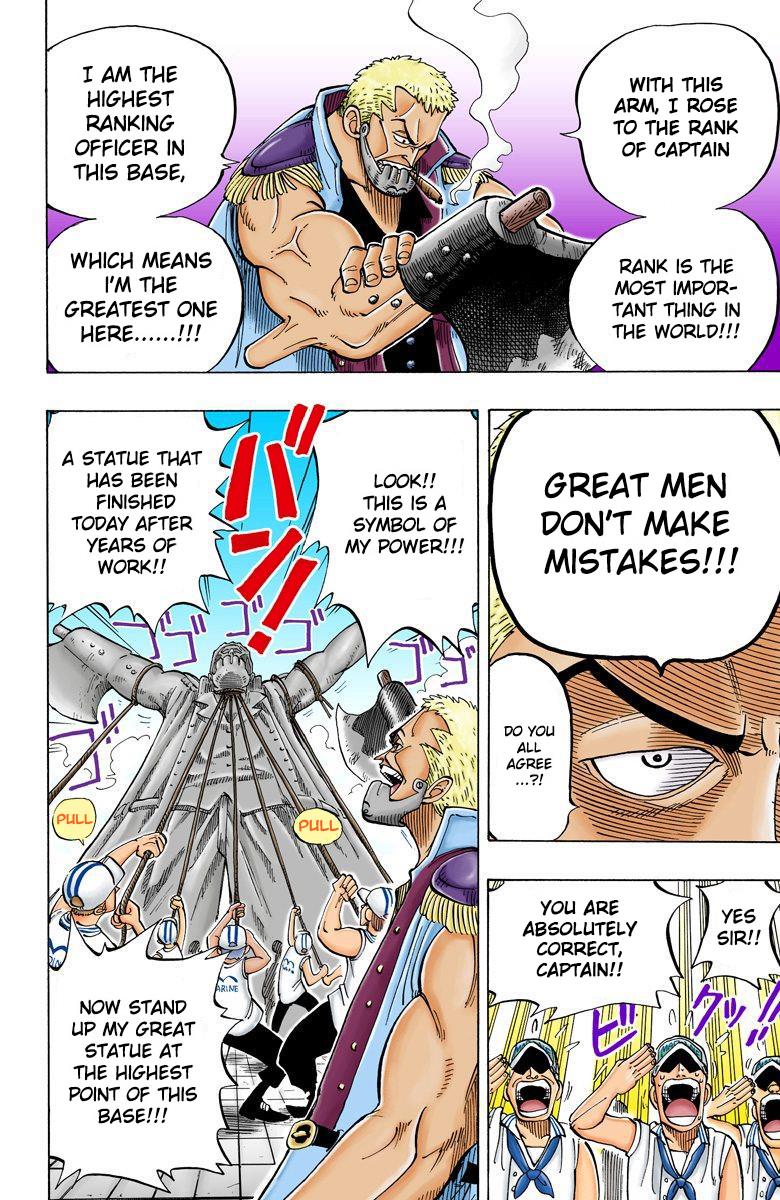 WITH THIS
ARM, I ROSE
TO THE RANK
OF CAPTAIN
RANK IS THE
MOST IMPOR-
TANT THING IN
THE WORLD!!!
I AM THE
HIGHEST
RANKING
OFFICER IN
THIS BASE,
WHICH MEANS
I'M THE
GREATEST ONE
HERE......!!!
GREAT MEN
DON'T MAKE
MISTAKES!!!
DO YOU
ALL
AGREE
...?!
YES
SIR!!
YOU ARE
ABSOLUTELY
CORRECT,
CAPTAIN!!
クッ!!
ビ
LOOK!!
THIS IS A
SYMBOL OF
MY POWER!!!
バン!
A STATUE THAT
HAS BEEN
FINISHED
TODAY AFTER
YEARS OF
WORK!!
ゴゴゴ
ゴゴゴ
PULL
PULL
MARINE
NOW STAND
UP MY GREAT
STATUE AT
THE HIGHEST
POINT OF THIS
BASE!!!